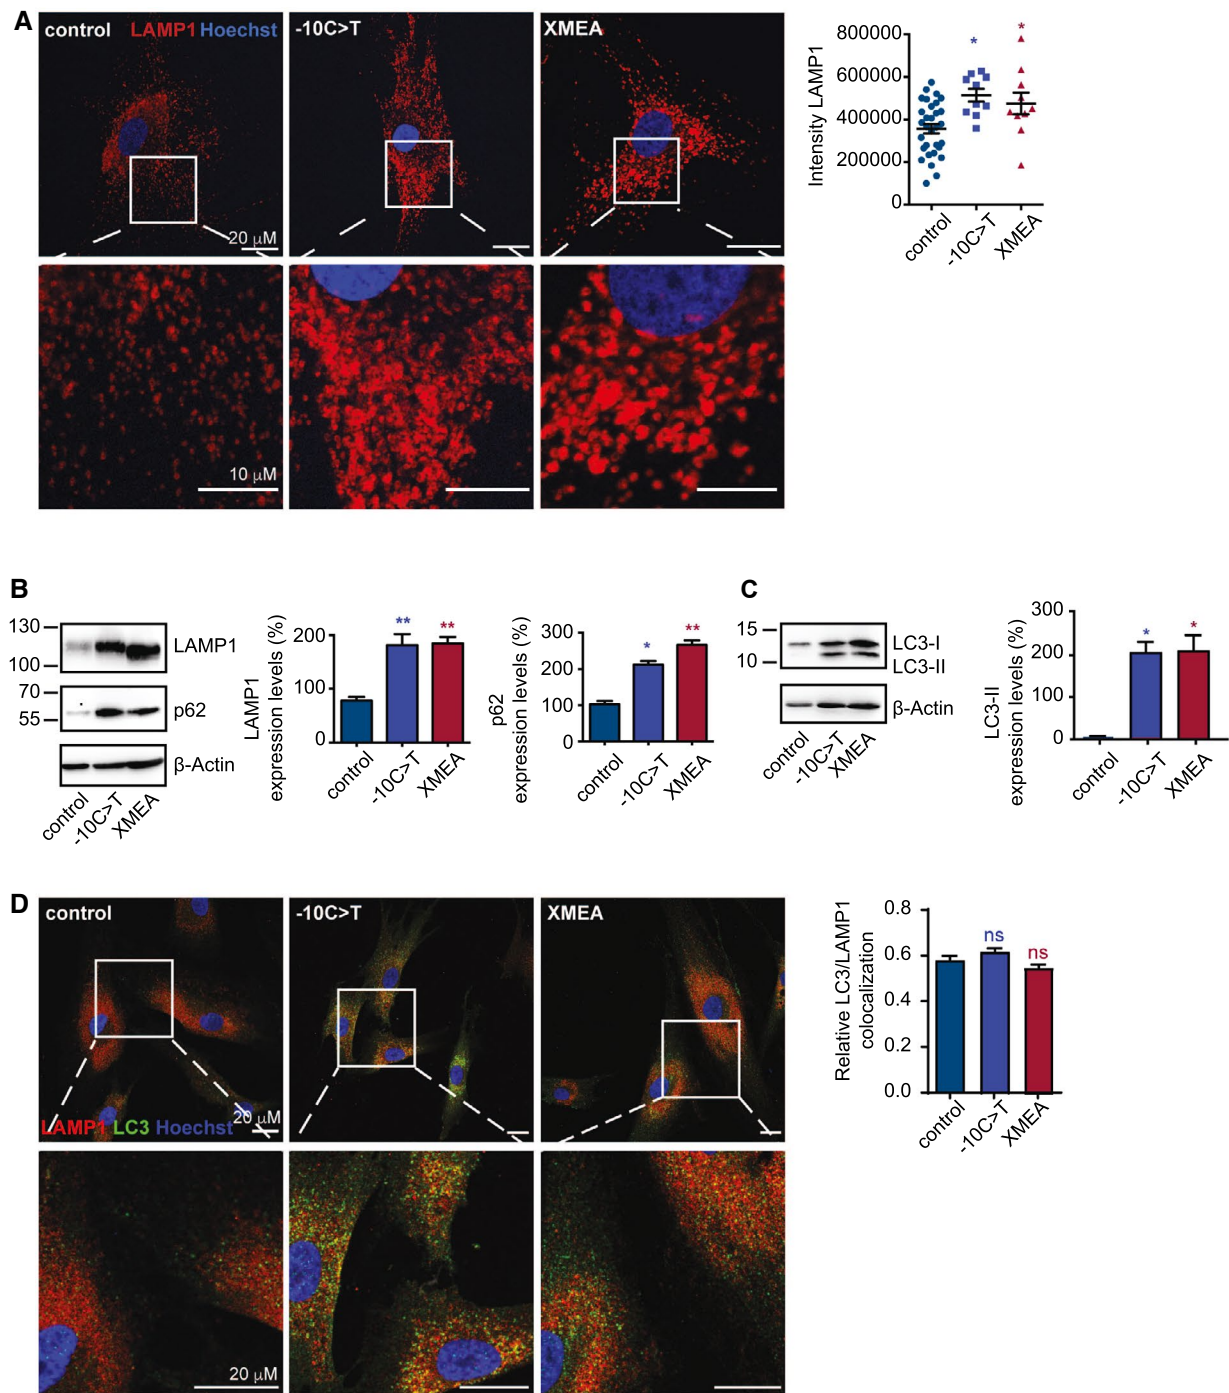 A
control LAMP1 Hoechst
-10C>T
XMEA
20 µM
10 µM
Intensity LAMP1
800000
600000
400000
200000
0
*
*
control
-10C>T
XMEA
B
130
100
LAMP1
70
55
p62
β-Actin
control
-10C>T
XMEA
LAMP1
expression levels (%)
200
100
0
**
**
control
-10C>T
XMEA
p62
expression levels (%)
300
200
100
0
*
**
control
-10C>T
XMEA
C
15
10
LC3-I
LC3-II
β-Actin
control
-10C>T
XMEA
LC3-II
expression levels (%)
300
200
100
0
*
*
control
-10C>T
XMEA
D
control
-10C>T
XMEA
20 µM
LAMP1 LC3 Hoechst
20 µM
Relative LC3/LAMP1
colocalization
0.8
0.6
0.4
0.2
0.0
ns
ns
control
-10C>T
XMEA